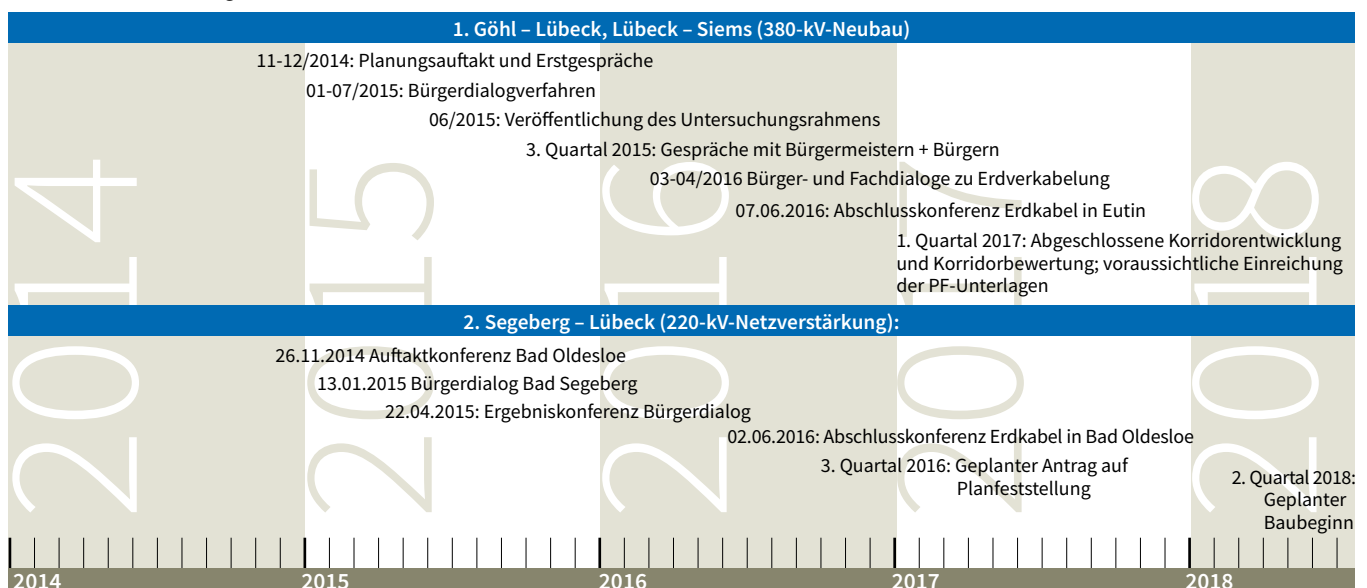 1. Göhl – Lübeck, Lübeck – Siems (380-kV-Neubau)
11-12/2014: Planungsauftakt und Erstgespräche
01-07/2015: Bürgerdialogverfahren
06/2015: Veröffentlichung des Untersuchungsrahmens
3. Quartal 2015: Gespräche mit Bürgermeistern + Bürgern
03-04/2016 Bürger- und Fachdialoge zu Erdverkabelung
07.06.2016: Abschlusskonferenz Erdkabel in Eutin
1. Quartal 2017: Abgeschlossene Korridorentwicklung
und Korridorbewertung; voraussichtliche Einreichung
der PF-Unterlagen
2. Segeberg – Lübeck (220-kV-Netzverstärkung):
26.11.2014 Auftaktkonferenz Bad Oldesloe
13.01.2015 Bürgerdialog Bad Segeberg
22.04.2015: Ergebniskonferenz Bürgerdialog
02.06.2016: Abschlusskonferenz Erdkabel in Bad Oldesloe
3. Quartal 2016: Geplanter Antrag auf
Planfeststellung
2. Quartal 2018:
Geplanter
Baubeginn
2014
2015
2016
2017
2018
2014
2015
2016
2017
2018